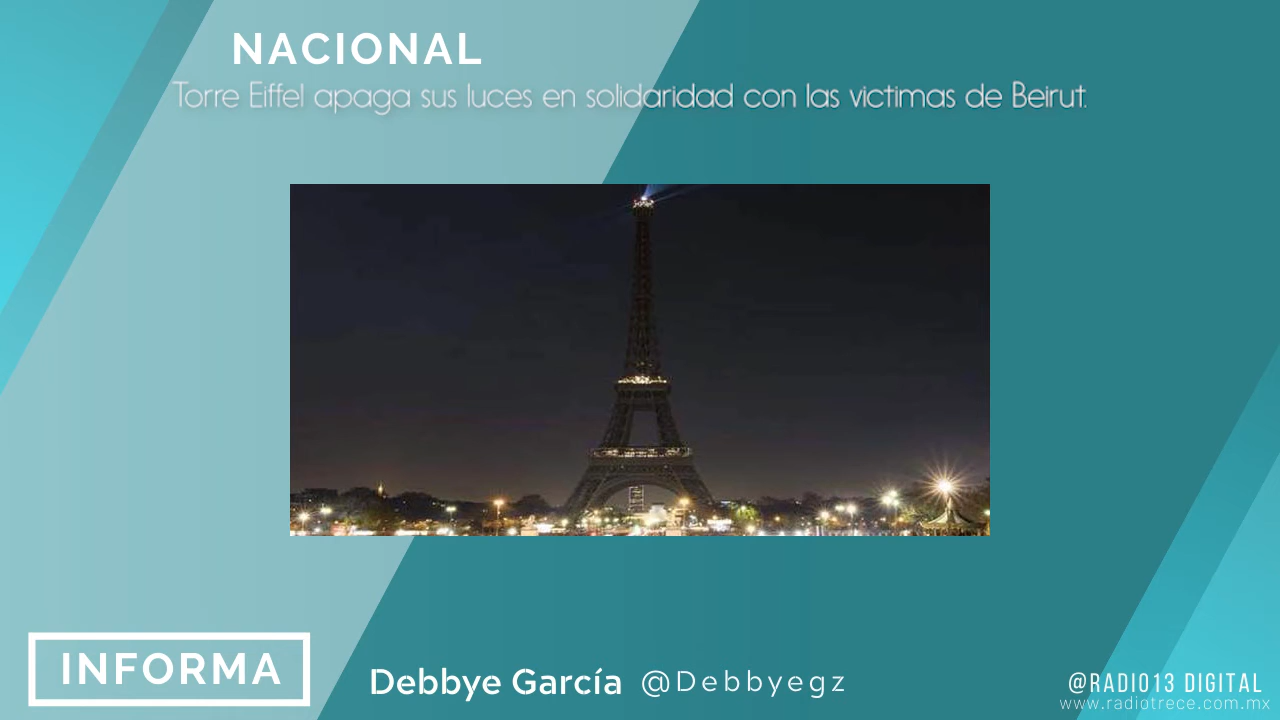 NACIONAL
Torre Eiffel apaga sus luces en solidaridad con las victimas de Beirut.
INFORMA
Debbye García @Debbyegz
@RADIO13 DIGITAL
www.radiotrece.com.mx